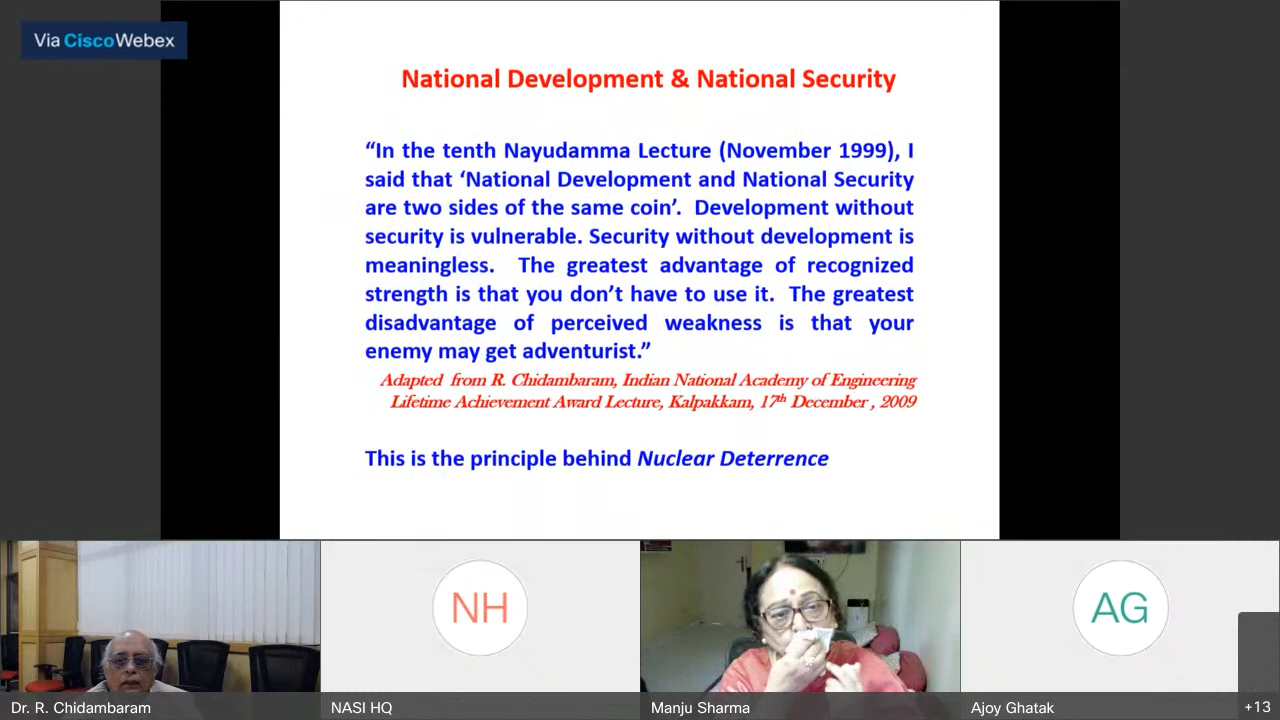 Via CiscoWebex
National Development & National Security
“In the tenth Nayudamma Lecture (November 1999), I
said that ‘National Development and National Security
are two sides of the same coin’. Development without
security is vulnerable. Security without development is
meaningless. The greatest advantage of recognized
strength is that you don’t have to use it. The greatest
disadvantage of perceived weakness is that your
enemy may get adventurist.”
Adapted from R. Chidambaram, Indian National Academy of Engineering
Lifetime Achievement Award Lecture, Kalpakkam, 17th December , 2009
This is the principle behind Nuclear Deterrence
NH
AG
Dr. R. Chidambaram
NASI HQ
Manju Sharma
Ajoy Ghatak
+13